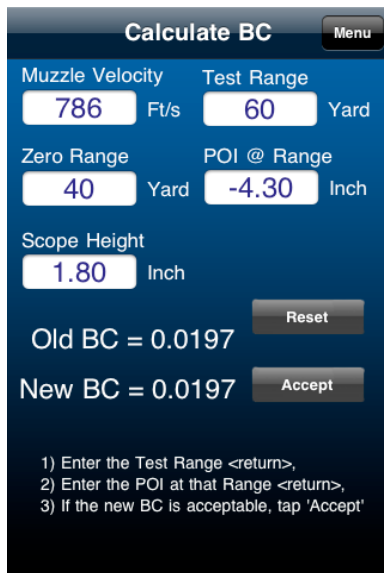 Calculate BC
Menu
Muzzle Velocity
Test Range
786 Ft/s
60 Yard
Zero Range
POI @ Range
40 Yard
-4.30 Inch
Scope Height
1.80 Inch
Reset
Old BC = 0.0197
New BC = 0.0197
Accept
1) Enter the Test Range <return>,
2) Enter the POI at that Range <return>,
3) If the new BC is acceptable, tap 'Accept'